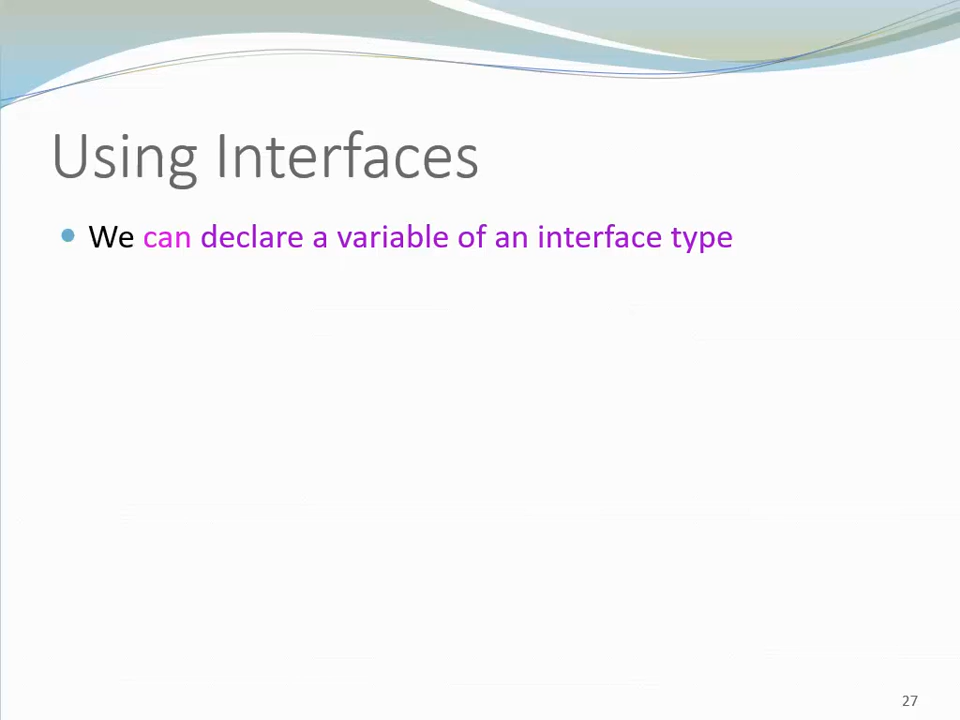 Using Interfaces
• We can declare a variable of an interface type
27